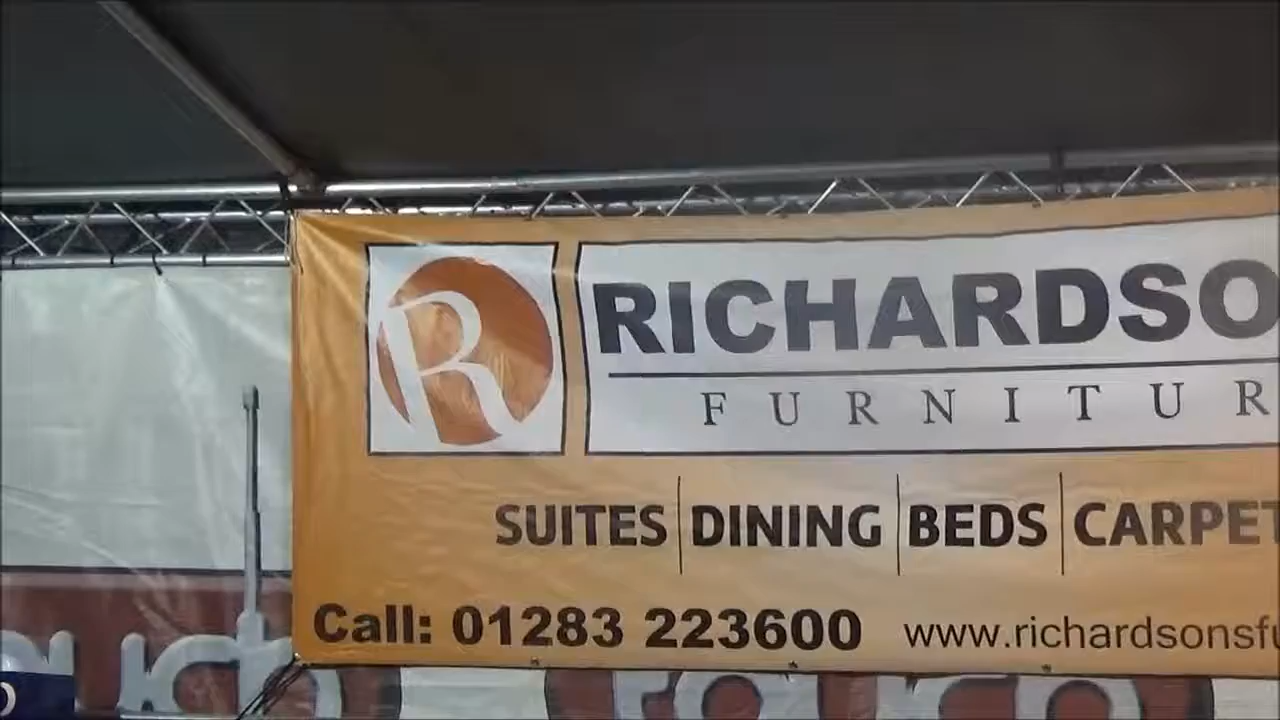 R
RICHARDSO
FURNITUR
SUITES DINING BEDS CARPET
Call: 01283 223600 www.richardsonsfu